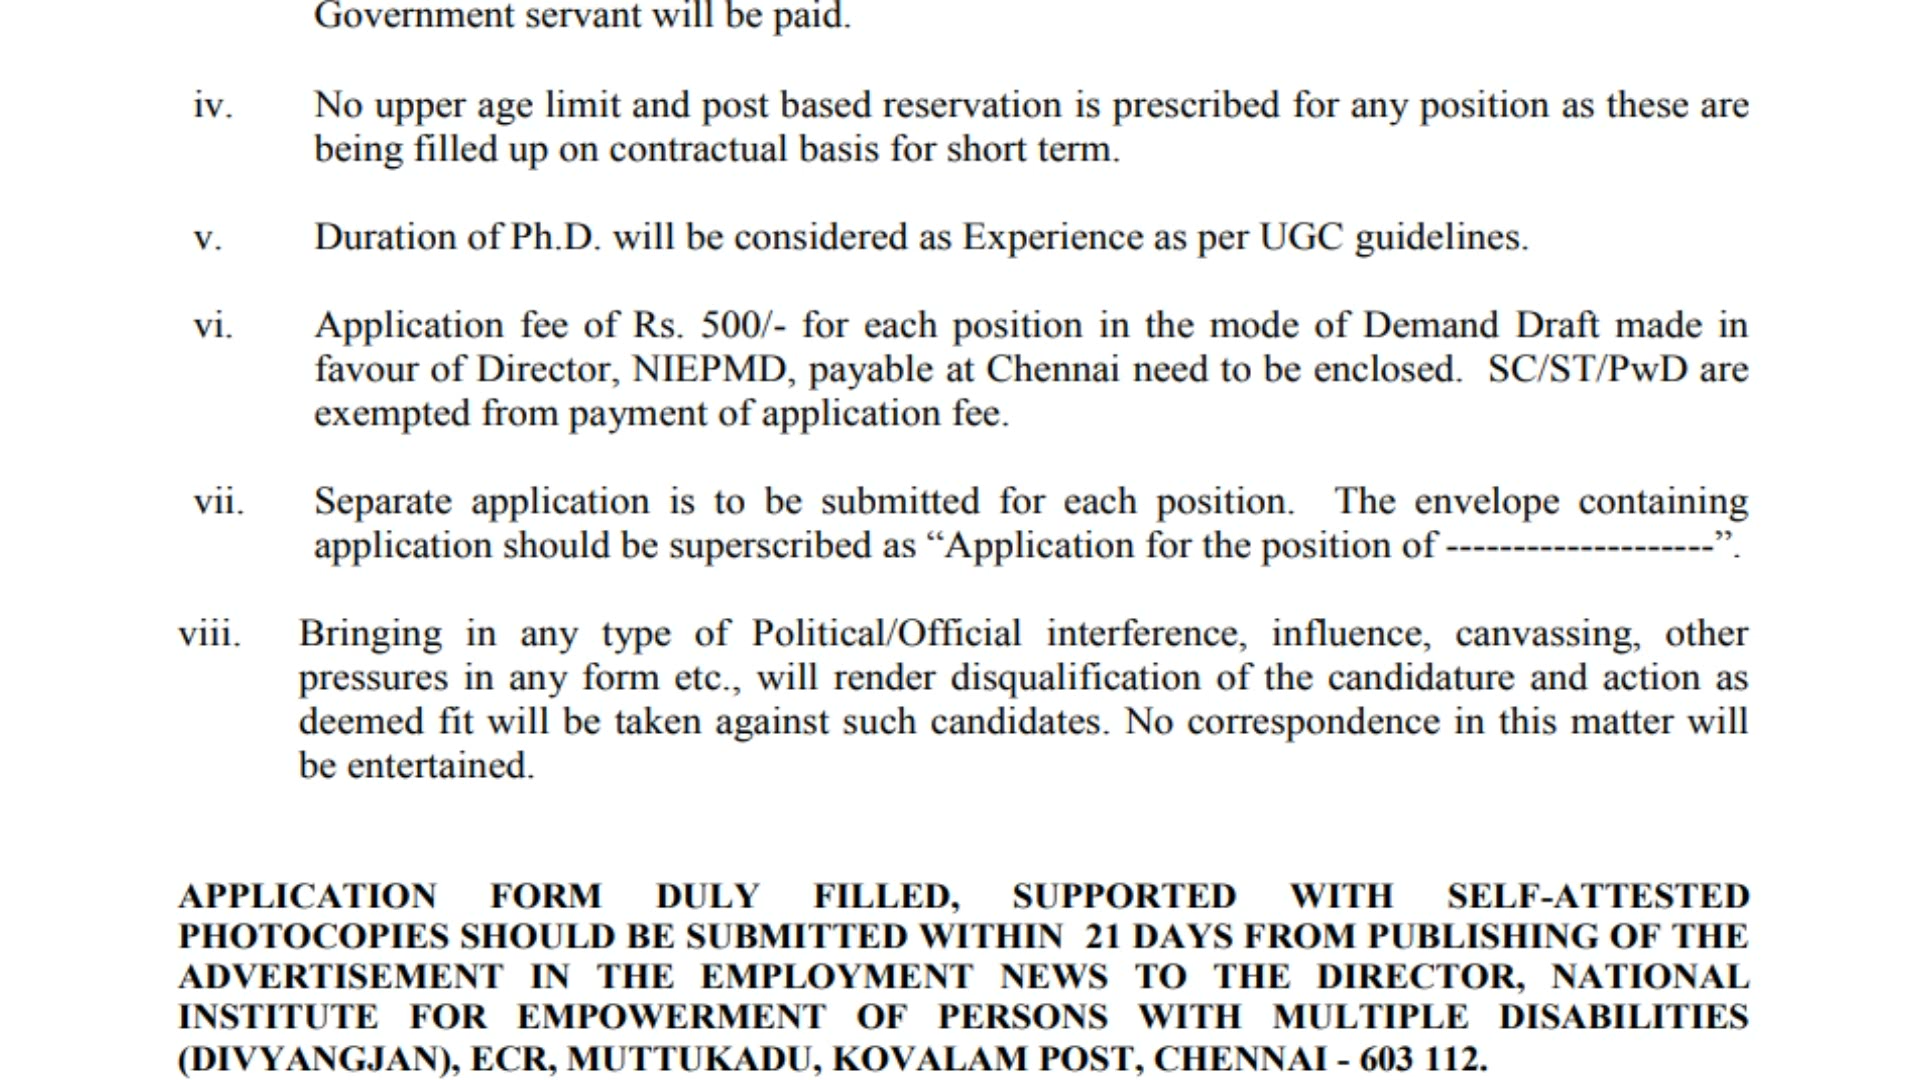 Government servant will be paid.
iv. No upper age limit and post based reservation is prescribed for any position as these are
being filled up on contractual basis for short term.
v. Duration of Ph.D. will be considered as Experience as per UGC guidelines.
vi. Application fee of Rs. 500/- for each position in the mode of Demand Draft made in
favour of Director, NIEPMD, payable at Chennai need to be enclosed. SC/ST/PwD are
exempted from payment of application fee.
vii. Separate application is to be submitted for each position. The envelope containing
application should be superscribed as “Application for the position of --------------------”.
viii. Bringing in any type of Political/Official interference, influence, canvassing, other
pressures in any form etc., will render disqualification of the candidature and action as
deemed fit will be taken against such candidates. No correspondence in this matter will
be entertained.
APPLICATION FORM DULY FILLED, SUPPORTED WITH SELF-ATTESTED
PHOTOCOPIES SHOULD BE SUBMITTED WITHIN 21 DAYS FROM PUBLISHING OF THE
ADVERTISEMENT IN THE EMPLOYMENT NEWS TO THE DIRECTOR, NATIONAL
INSTITUTE FOR EMPOWERMENT OF PERSONS WITH MULTIPLE DISABILITIES
(DIVYANGJAN), ECR, MUTTUKADU, KOVALAM POST, CHENNAI - 603 112.